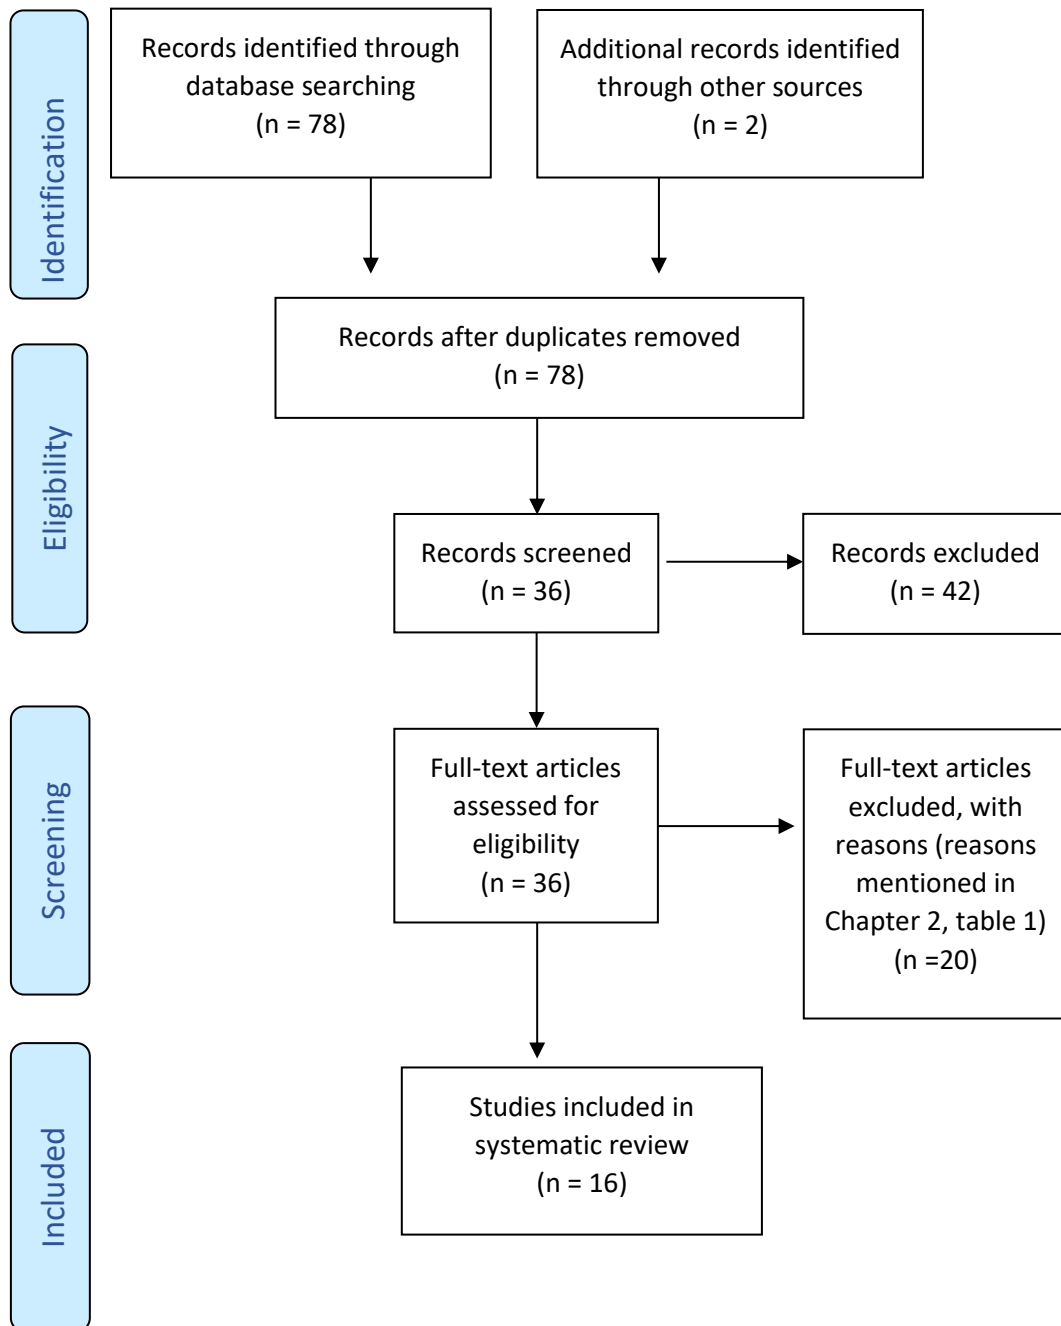 Identification
Records identified through
database searching
(n = 78)
Additional records identified
through other sources
(n = 2)
Records after duplicates removed
(n = 78)
Eligibility
Records screened
(n = 36)
Records excluded
(n = 42)
Screening
Full-text articles
assessed for
eligibility
(n = 36)
Full-text articles
excluded, with
reasons (reasons
mentioned in
Chapter 2, table 1)
(n =20)
Included
Studies included in
systematic review
(n = 16)